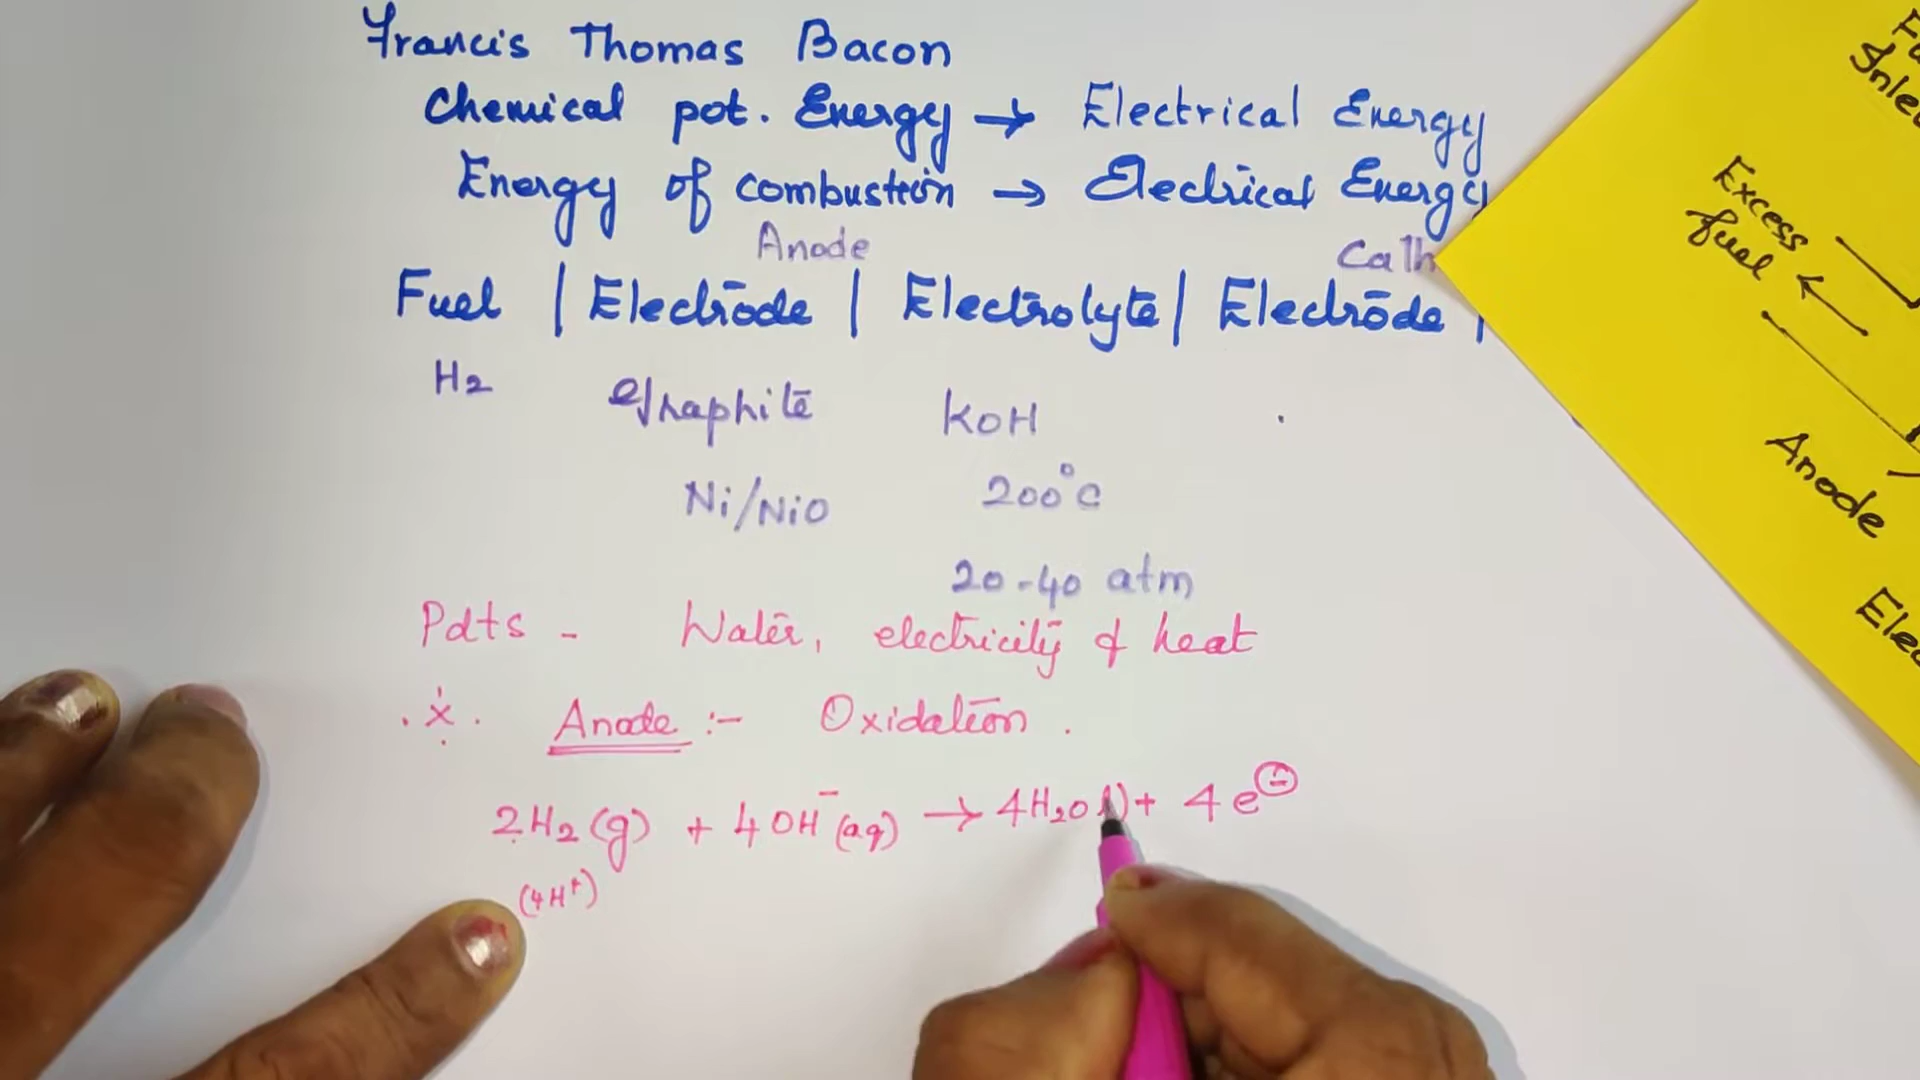 Francis Thomas Bacon
Chemical pot. Energy → Electrical Energy
Energy of combustion → Electrical Energy
Anode Cath
Fuel | Electrode | Electrolyte | Electrode |
H₂ Graphite KOH
Ni/NiO 200°C
20-40 atm
Pdts - Water, electricity & heat
Anode :- Oxidation.
2H₂(g) + 4OH⁻(aq) → 4H₂O(l) + 4e⊖
(4H⁺)
Excess
fuel
Anode